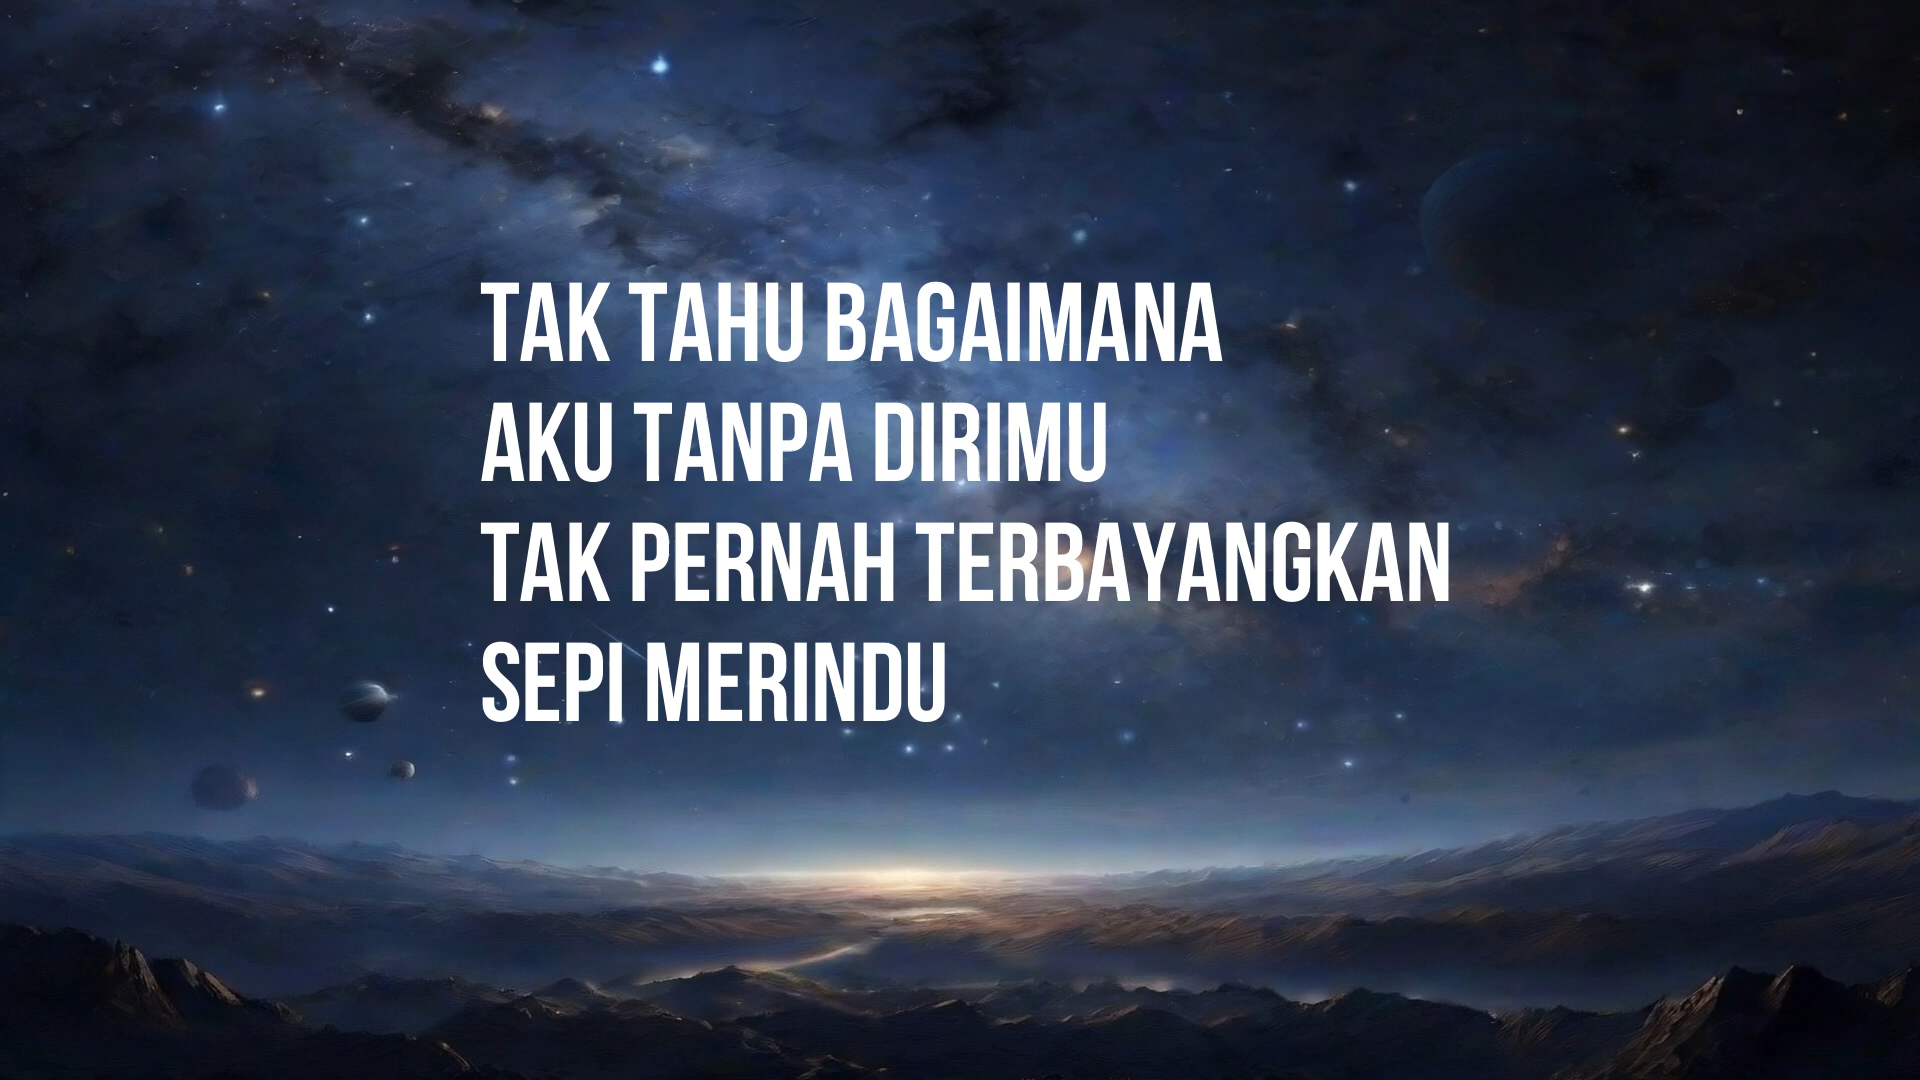 TAK TAHU BAGAIMANA
AKU TANPA DIRIMU
TAK PERNAH TERBAYANGKAN
SEPI MERINDU